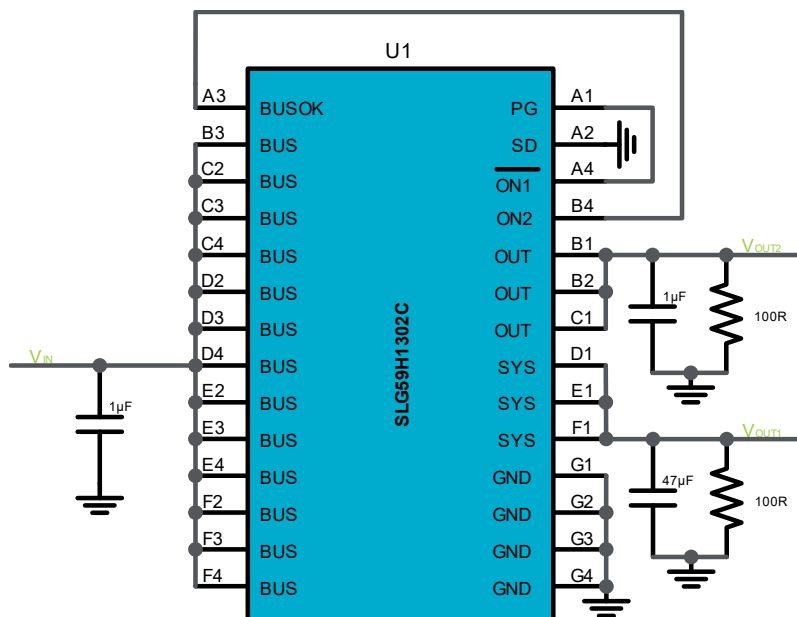 U1
A3 BUSOK PG A1
B3 BUS SD A2
C2 BUS ON1 A4
C3 BUS ON2 B4
C4 BUS OUT B1 VOUT2
D2 BUS OUT B2 1µF
D3 BUS OUT C1 100R
VIN D4 BUS SYS D1
1µF E2 BUS SYS E1
E3 BUS SYS F1 VOUT1
E4 BUS GND G1 47µF
F2 BUS GND G2 100R
F3 BUS GND G3
F4 BUS GND G4
SLG59H1302C